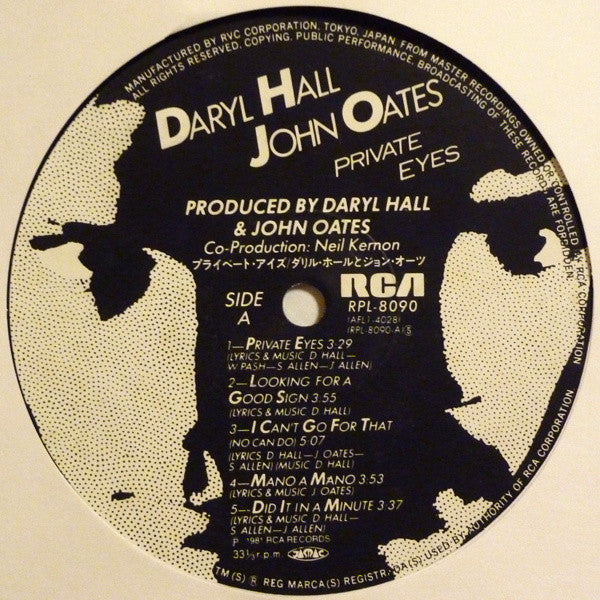 MANUFACTURED BY RVC CORPORATION, TOKYO, JAPAN FROM MASTER RECORDINGS OWNED OR CONTROLLED BY RCA CORPORATION
ALL RIGHTS RESERVED. COPYING, PUBLIC PERFORMANCE, BROADCASTING OF THESE RECORDS ARE FORBIDDEN.
DARYL HALL
JOHN OATES
PRIVATE
EYES
PRODUCED BY DARYL HALL
& JOHN OATES
Co-Production: Neil Kernon
プライベート・アイズ/ダリル・ホールとジョン・オーツ
SIDE
A
RCA
RPL-8090
(AFL1-4028)
(RPL-8090-A)
1—PRIVATE EYES 3:29
(LYRICS & MUSIC D. HALL—
W. PASH—S. ALLEN—J. ALLEN)
2—LOOKING FOR A
GOOD SIGN 3:55
(LYRICS & MUSIC D. HALL)
3—I CAN'T GO FOR THAT
(NO CAN DO) 5:07
(LYRICS D. HALL—J. OATES—
S. ALLEN) (MUSIC D. HALL)
4—MANO A MANO 3:53
(LYRICS & MUSIC J. OATES)
5—DID IT IN A MINUTE 3:37
(LYRICS & MUSIC D. HALL—
S. ALLEN—J. ALLEN)
℗ 1981 RCA RECORDS
33⅓ r.p.m. JASRAC
TM(S) ® REG. MARCA(S) REGISTRADA(S) USED BY AUTHORITY OF RCA CORPORATION